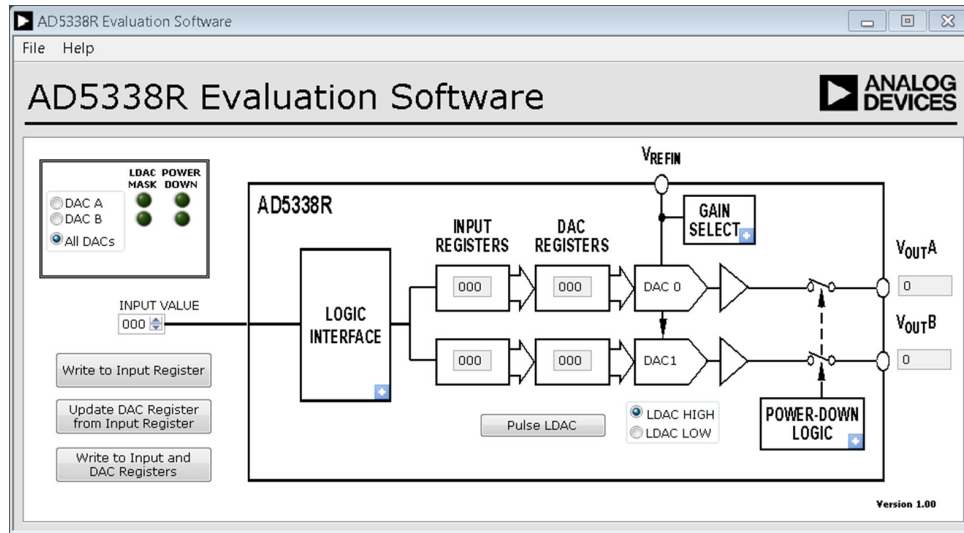 AD5338R Evaluation Software
File Help
AD5338R Evaluation Software
ANALOG
DEVICES
LDAC POWER
MASK DOWN
DAC A
DAC B
All DACs
INPUT VALUE
000
Write to Input Register
Update DAC Register
from Input Register
Write to Input and
DAC Registers
AD5338R
LOGIC
INTERFACE
INPUT
REGISTERS
DAC
REGISTERS
VREFIN
GAIN
SELECT
000
000
DAC 0
VOUTA
0
000
000
DAC1
VOUTB
0
Pulse LDAC
LDAC HIGH
LDAC LOW
POWER-DOWN
LOGIC
Version 1.00